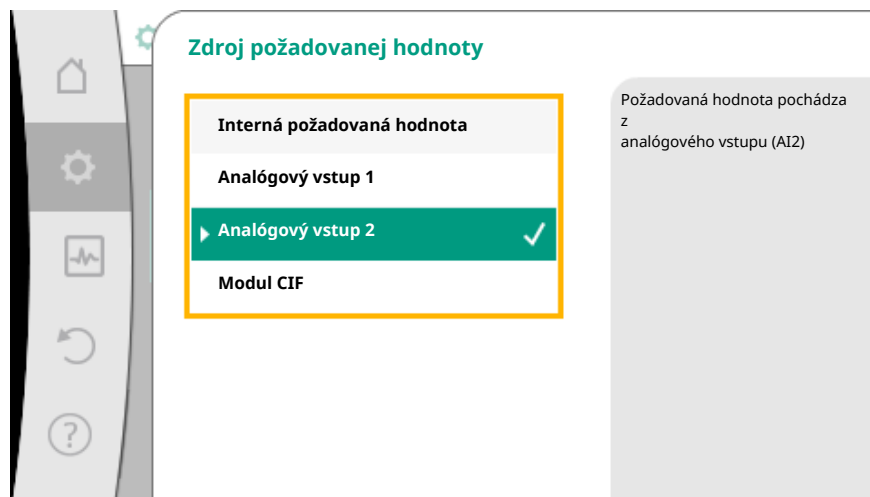 Zdroj požadovanej hodnoty
Interná požadovaná hodnota
Analógový vstup 1
Analógový vstup 2
Modul CIF
Požadovaná hodnota pochádza
z
analógového vstupu (AI2)
?